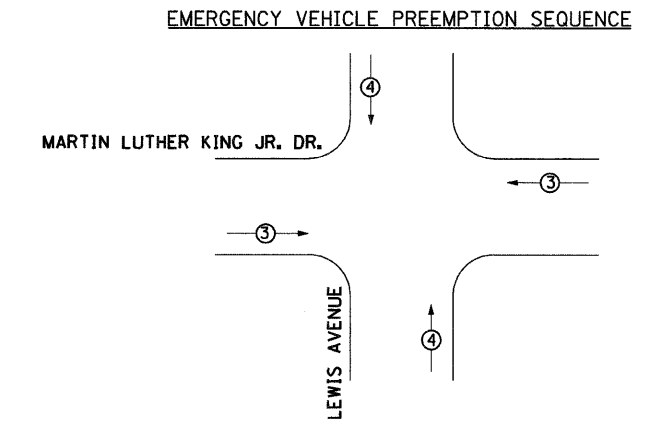 EMERGENCY VEHICLE PREEMPTION SEQUENCE
4
MARTIN LUTHER KING JR. DR.
3
3
LEWIS AVENUE
4